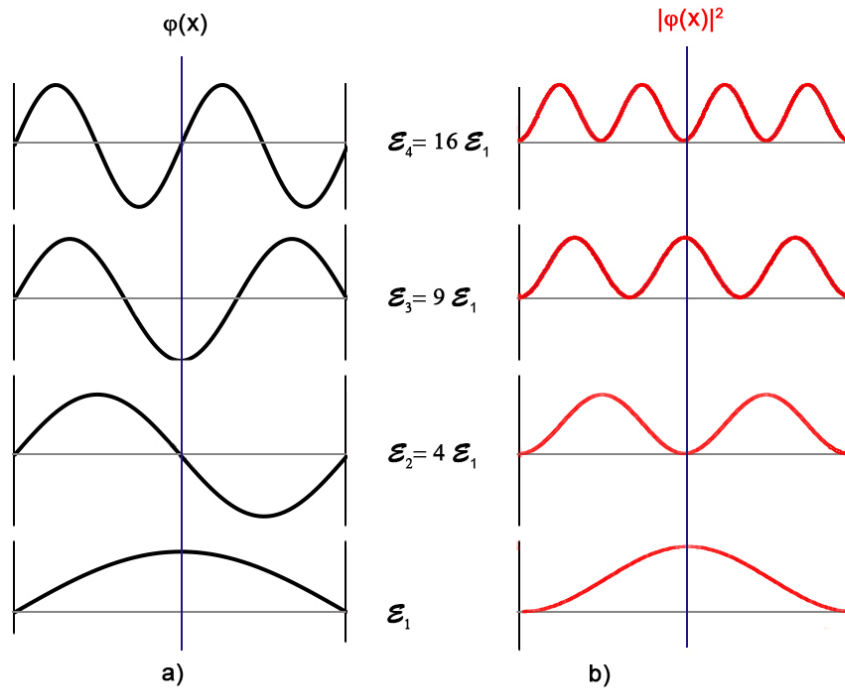 φ(x)
|φ(x)|²
ℰ₄= 16 ℰ₁
ℰ₃= 9 ℰ₁
ℰ₂= 4 ℰ₁
ℰ₁
a)
b)